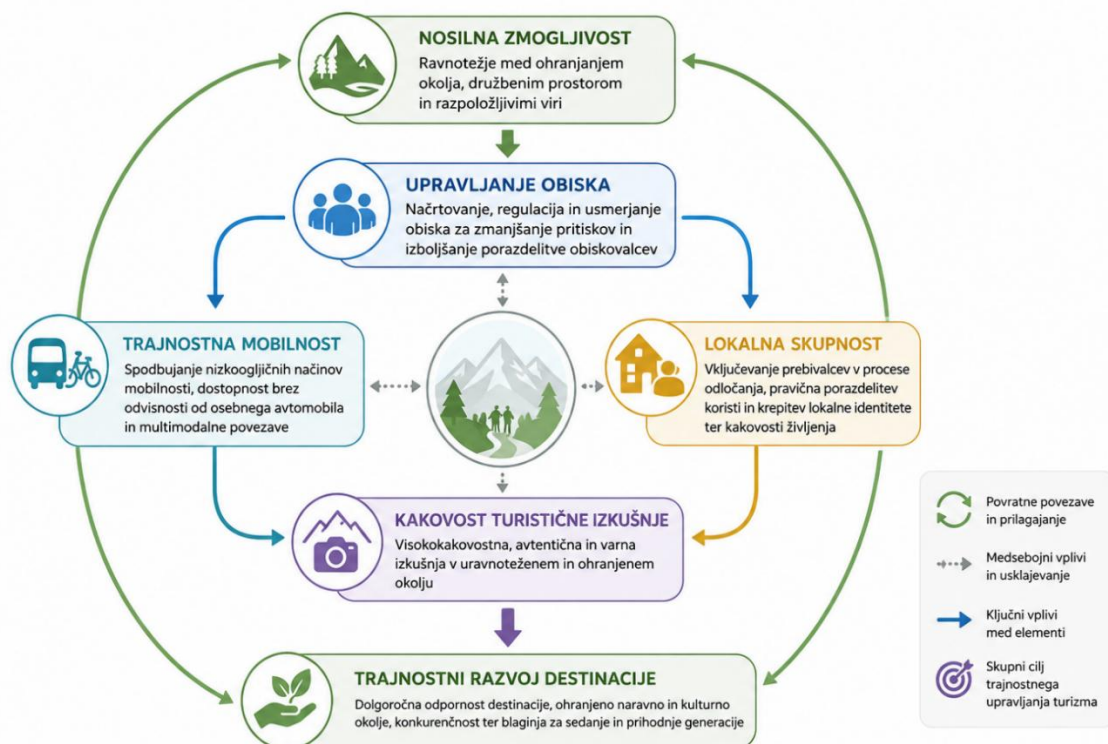 NOSILNA ZMOGLJIVOST
Ravnotežje med ohranjanjem
okolja, družbenim prostorom
in razpoložljivimi viri
UPRAVLJANJE OBISKA
Načrtovanje, regulacija in usmerjanje
obiska za zmanjšanje pritiskov in
izboljšanje porazdelitve obiskovalcev
TRAJNOSTNA MOBILNOST
Spodbujanje nizkoogljičnih načinov
mobilnosti, dostopnost brez
odvisnosti od osebnega avtomobila
in multimodalne povezave
LOKALNA SKUPNOST
Vključevanje prebivalcev v procese
odločanja, pravična porazdelitev
koristi in krepitev lokalne identitete
ter kakovosti življenja
KAKOVOST TURISTIČNE IZKUŠNJE
Visokokakovostna, avtentična in varna
izkušnja v uravnoteženem in ohranjenem
okolju
TRAJNOSTNI RAZVOJ DESTINACIJE
Dolgoročna odpornost destinacije, ohranjeno naravno in kulturno
okolje, konkurenčnost ter blaginja za sedanje in prihodnje generacije
Povratne povezave
in prilagajanje
Medsebojni vplivi
in usklajevanje
Ključni vplivi
med elementi
Skupni cilj
trajnostnega
upravljanja turizma